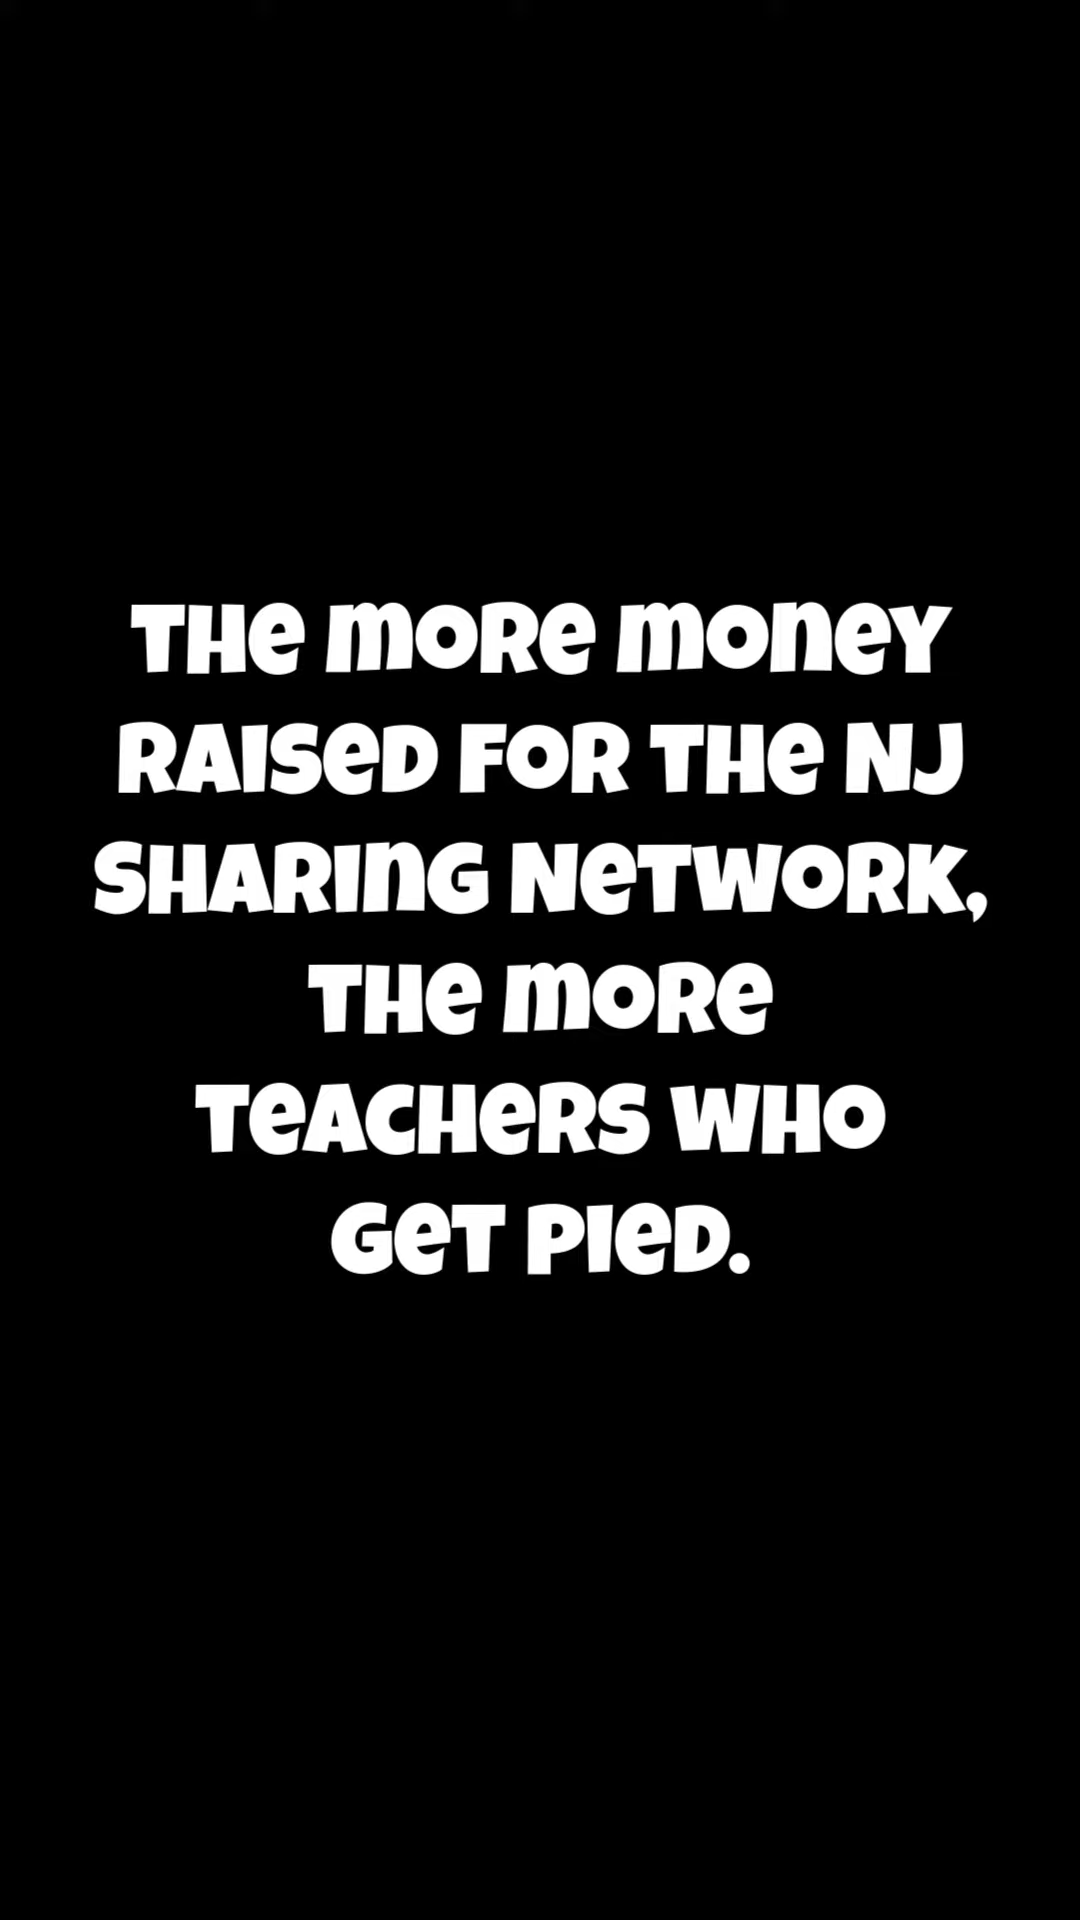 THE MORE MONEY
RAISED FOR THE NJ
SHARING NETWORK,
THE MORE
TEACHERS WHO
GET PIED.